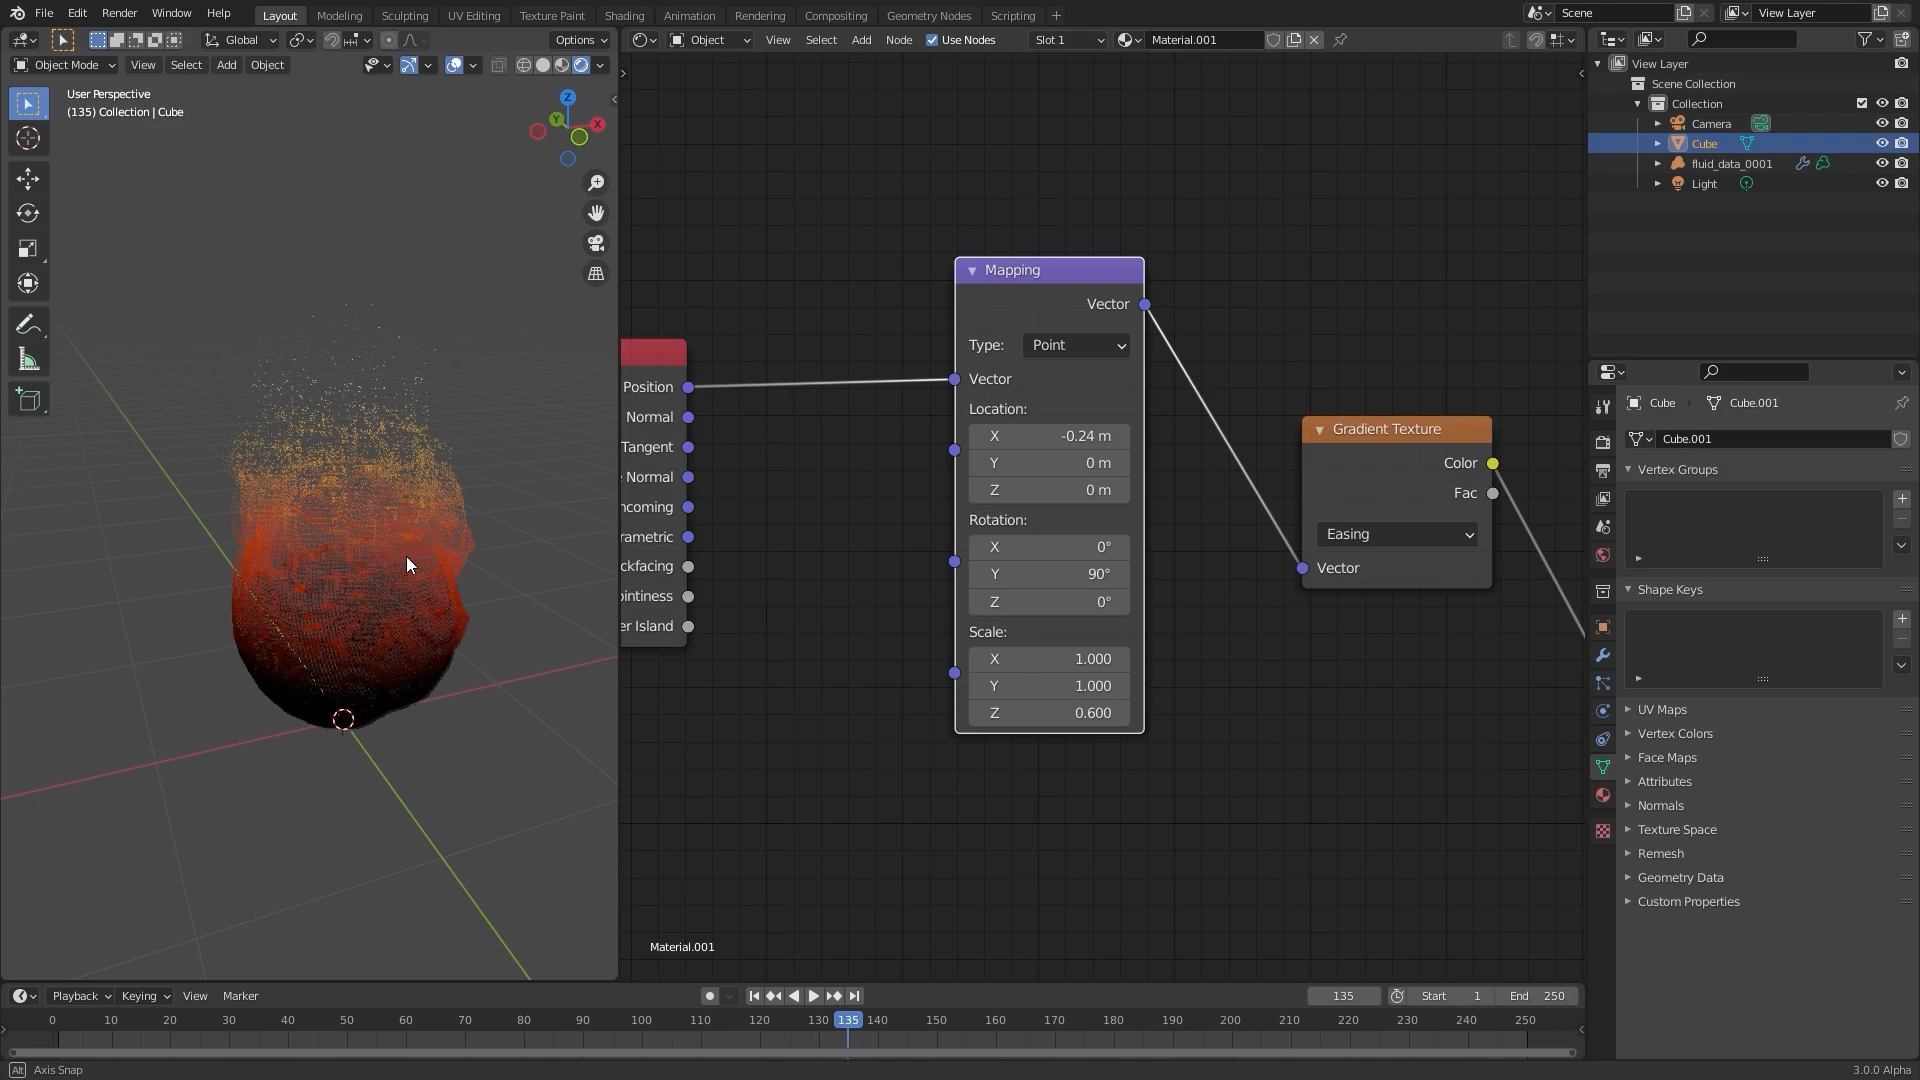 File Edit Render Window Help Layout Modeling Sculpting UV Editing Texture Paint Shading Animation Rendering Compositing Geometry Nodes Scripting + Scene View Layer
Global Options Object View Select Add Node Use Nodes Slot 1 Material.001
Object Mode View Select Add Object
User Perspective
(135) Collection | Cube
Z
Y
X
Mapping
Vector
Type: Point
Vector
Location:
X -0.24 m
Y 0 m
Z 0 m
Rotation:
X 0°
Y 90°
Z 0°
Scale:
X 1.000
Y 1.000
Z 0.600
Position
Normal
Tangent
Normal
ncoming
rametric
ckfacing
ointiness
er Island
Gradient Texture
Color
Fac
Easing
Vector
Material.001
View Layer
Scene Collection
Collection
Camera
Cube
fluid_data_0001
Light
Cube Cube.001
Cube.001
Vertex Groups
Shape Keys
UV Maps
Vertex Colors
Face Maps
Attributes
Normals
Texture Space
Remesh
Geometry Data
Custom Properties
Playback Keying View Marker 135 Start 1 End 250
0 10 20 30 40 50 60 70 80 90 100 110 120 130 135 140 150 160 170 180 190 200 210 220 230 240 250
Alt Axis Snap 3.0.0 Alpha